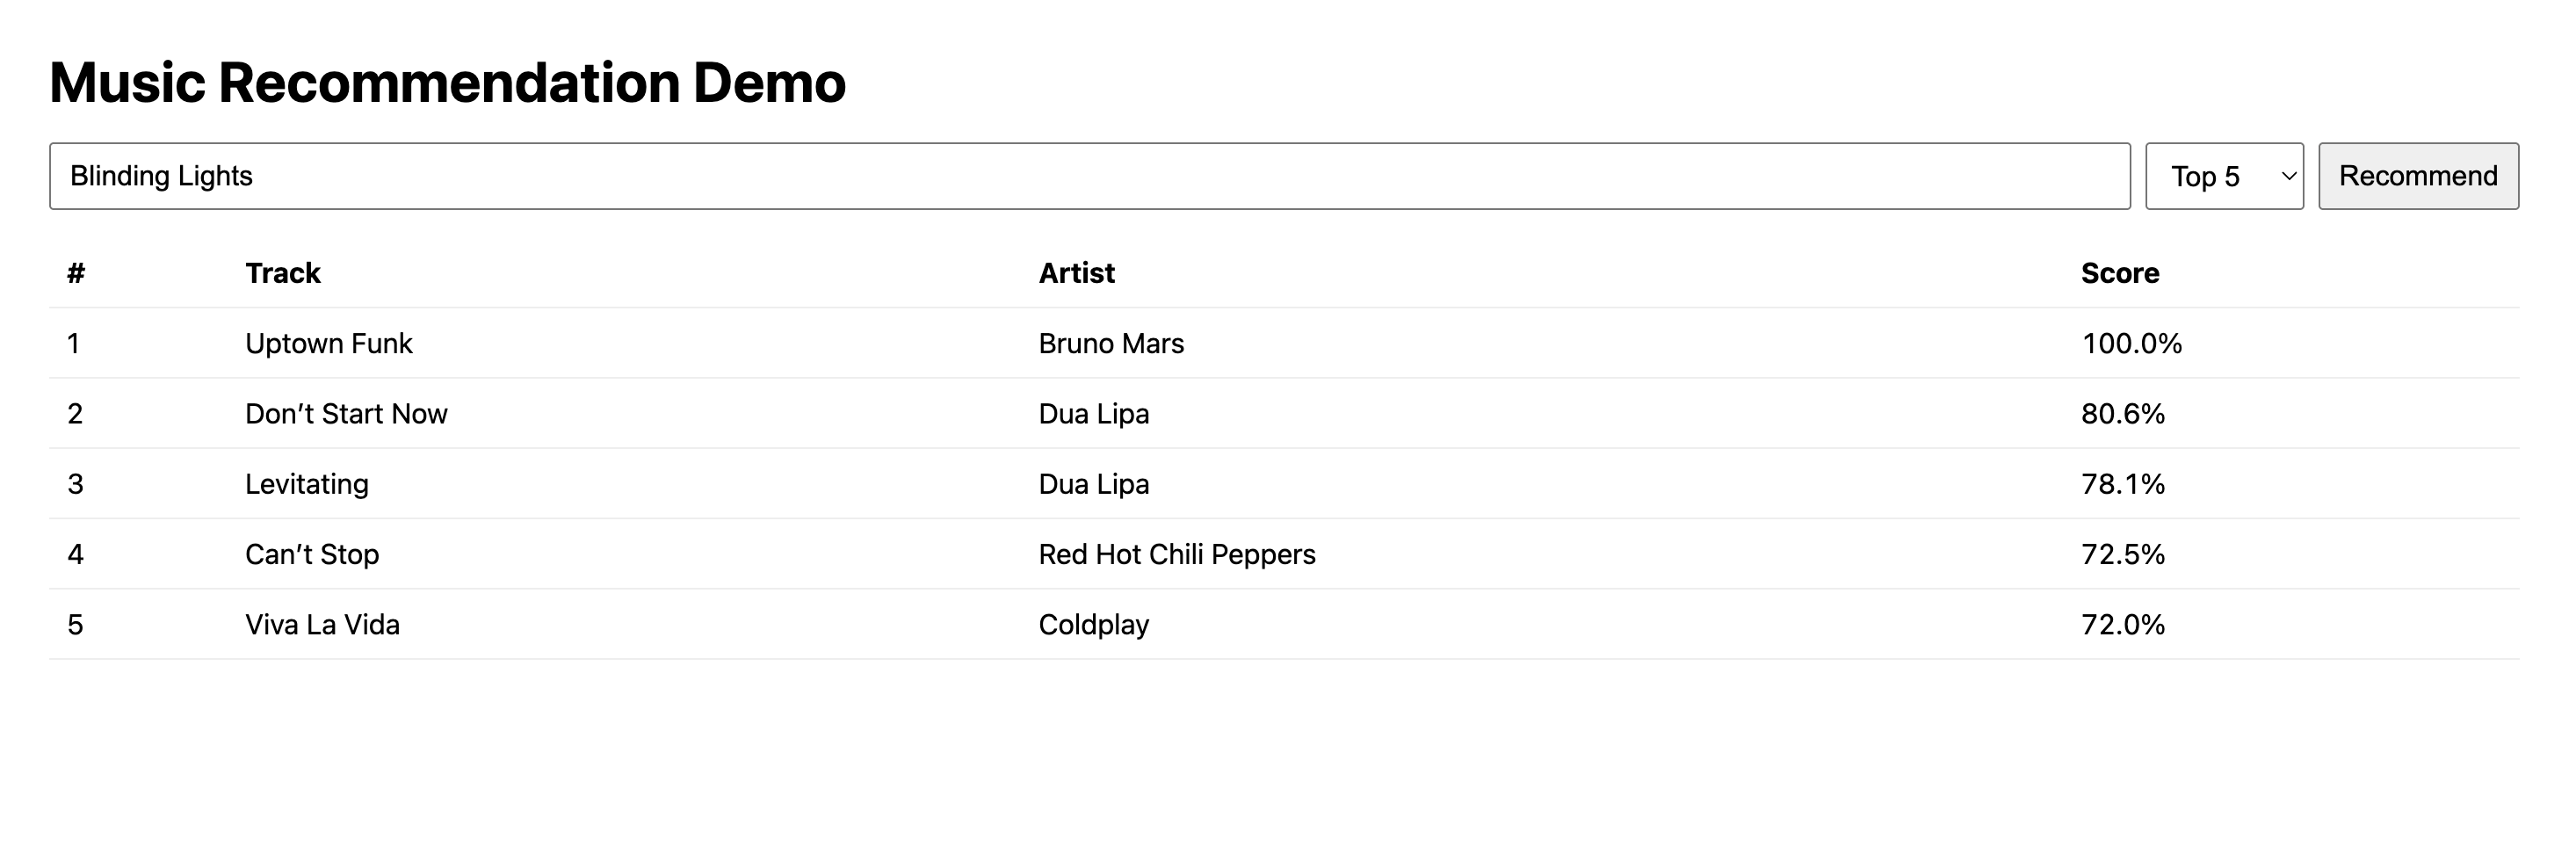 Music Recommendation Demo
Blinding Lights Top 5 Recommend
# Track Artist Score
1 Uptown Funk Bruno Mars 100.0%
2 Don’t Start Now Dua Lipa 80.6%
3 Levitating Dua Lipa 78.1%
4 Can’t Stop Red Hot Chili Peppers 72.5%
5 Viva La Vida Coldplay 72.0%